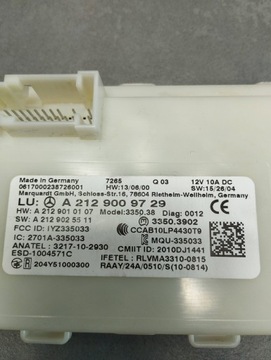 Made in Germany 7265 Q 03 12V 10A DC
0617000238726001 HW:13/06/00 SW:15/26/04
Marquardt GmbH, Schloss-Str.16, 78604 Rietheim-Weilheim, Germany
LU: A 212 900 97 29
HW: A 212 901 01 07 Model:3350.38 Diag: 0012
SW: A 212 902 55 11 3350.3902
FCC ID: IYZ335033 CCAB10LP4430T9
IC: 2701A-335033 MQU-335033
ANATEL: 3217-10-2930 CMIIT ID: 2010DJ1441
ESD-1004571C IFETEL: RLVMA3310-0815
204Y51000300 RAAY/24A/0510/S(10-0814)